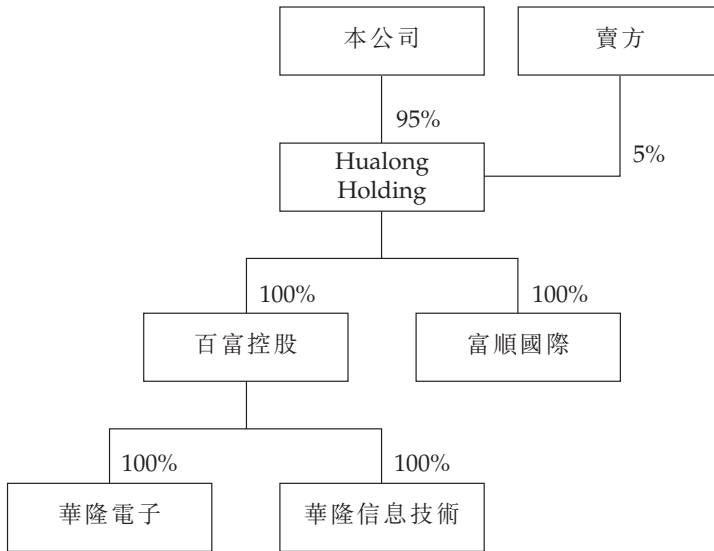 本公司
賣方
95%
5%
Hualong
Holding
100%
100%
百富控股
富順國際
100%
100%
華隆電子
華隆信息技術